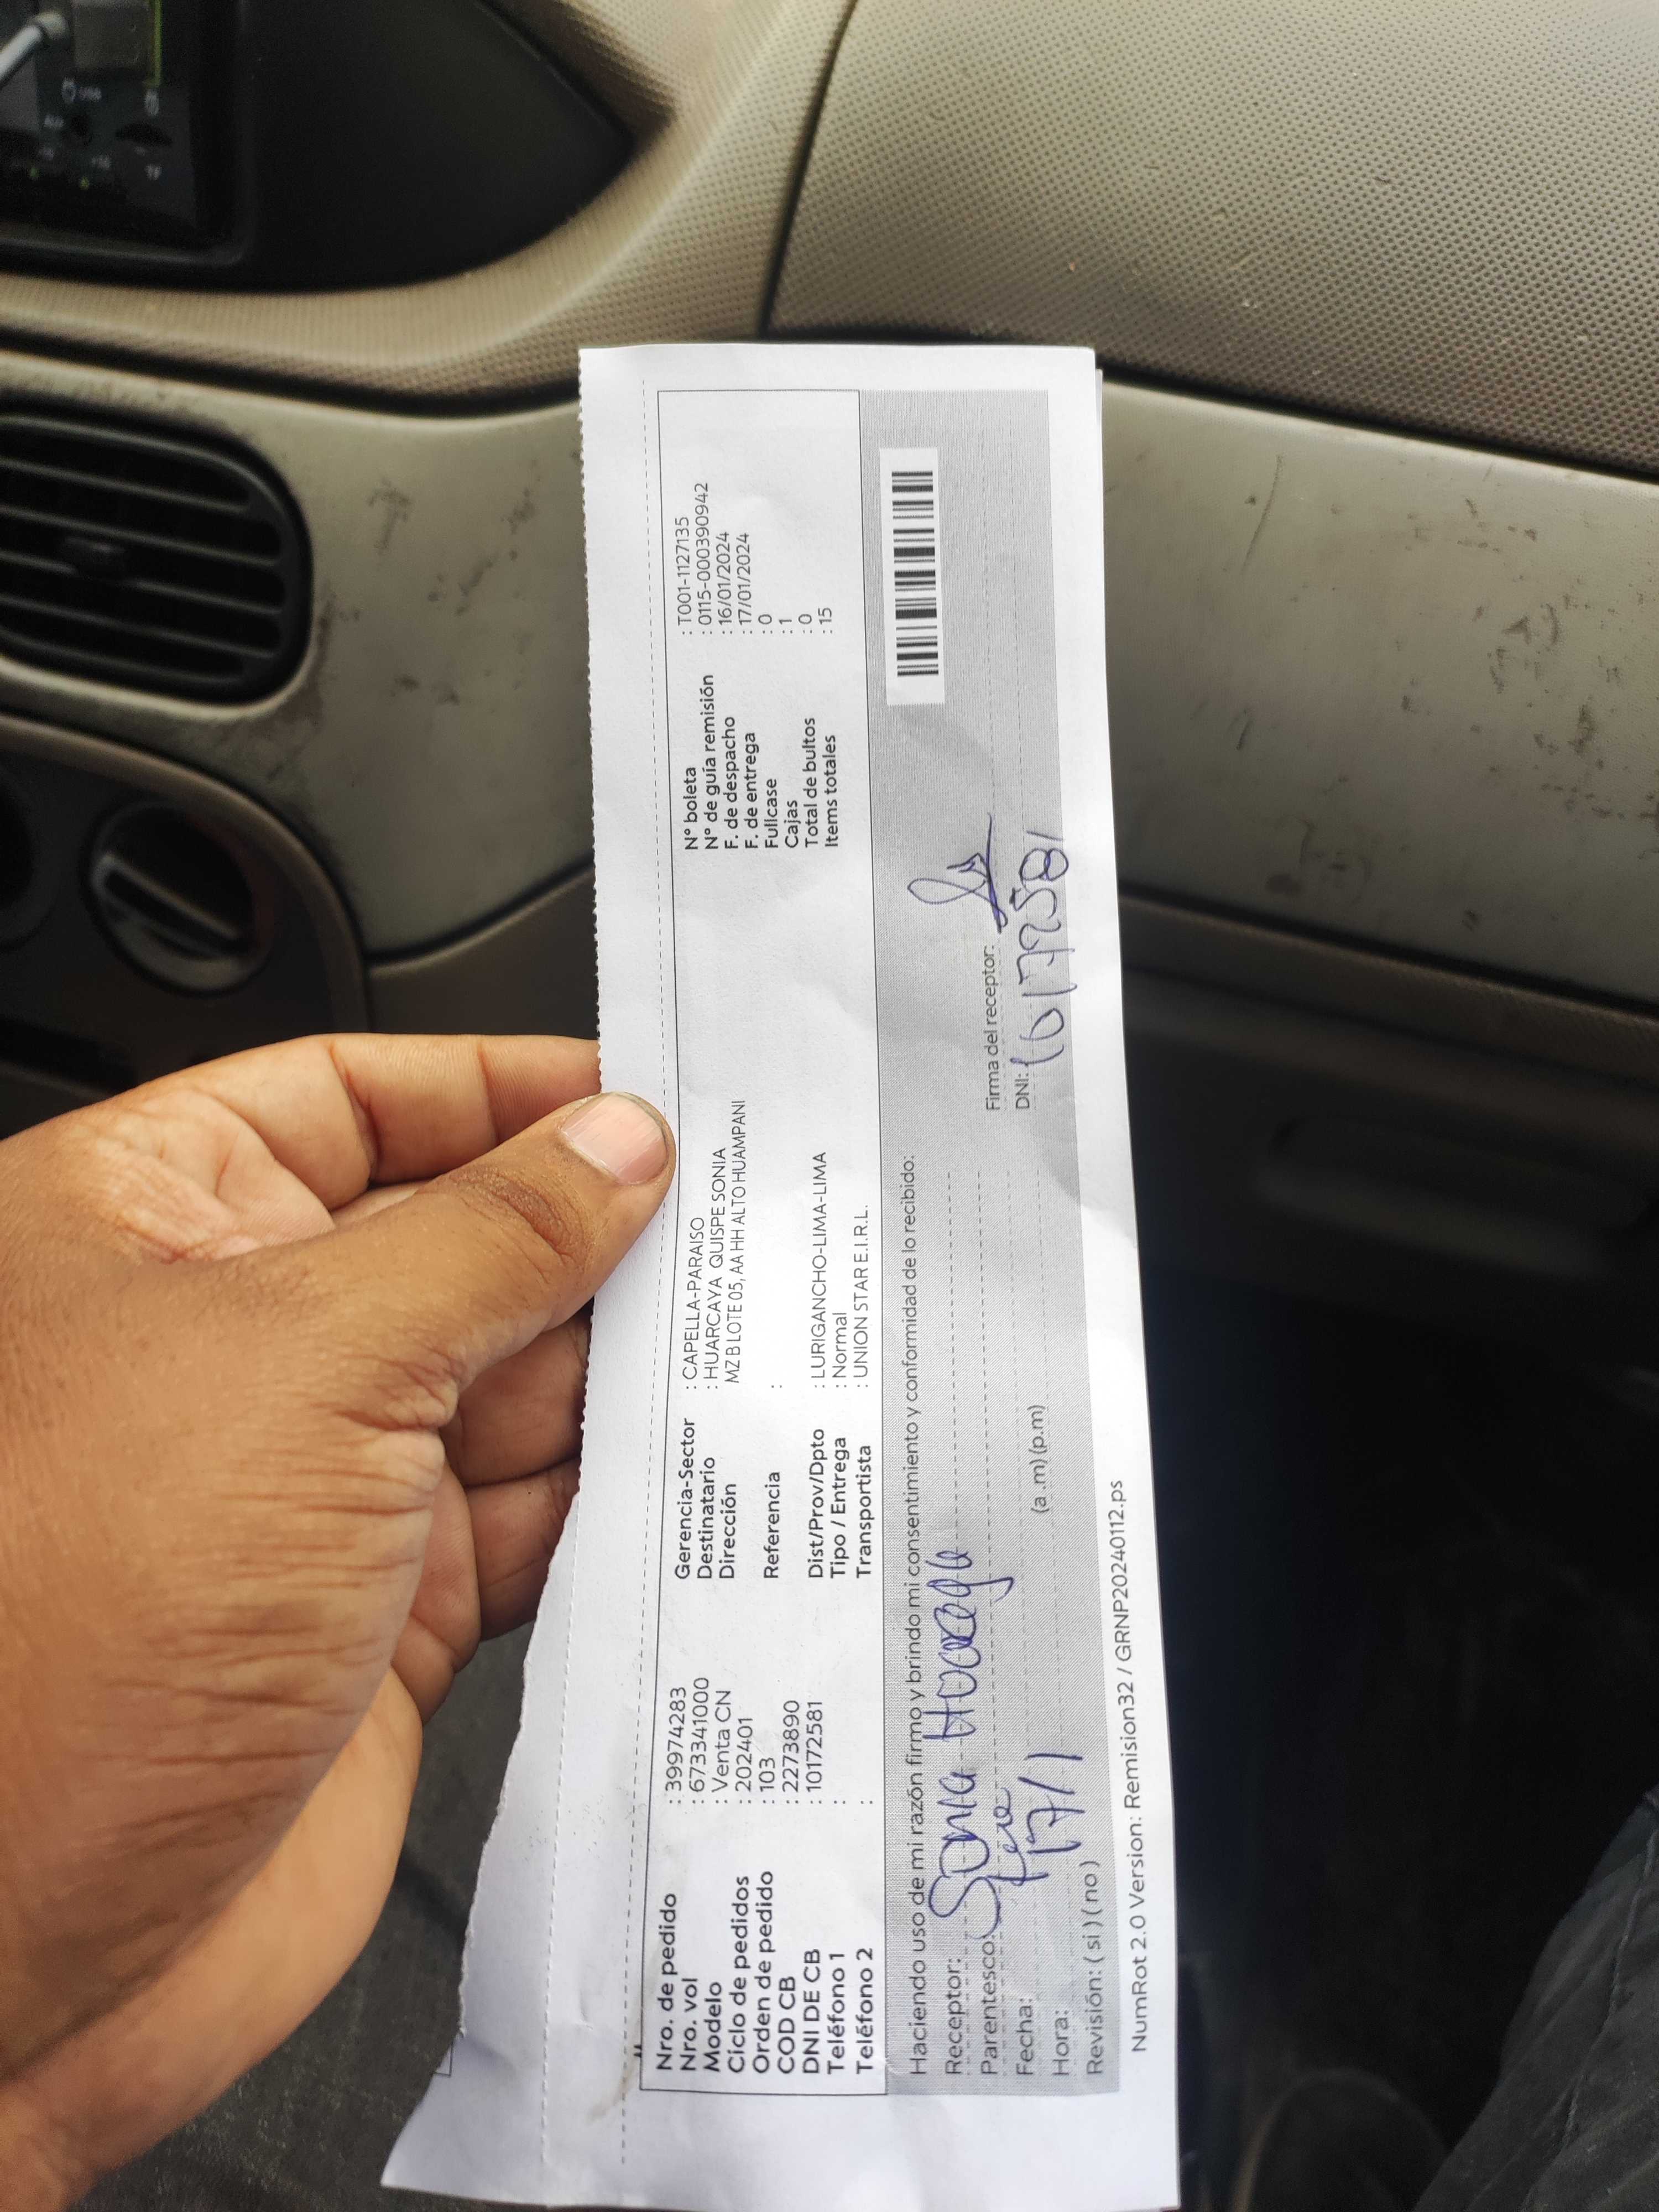 Nro. de pedido : 39974283
Nro. vol : 6733341000
Modelo : Venta CN
Ciclo de pedidos : 202401
Orden de pedido : 103
COD CB : 2273890
DNI DE CB : 10172581
Teléfono 1 :
Teléfono 2 :
Gerencia-Sector : CAPELLA-PARAISO
Destinatario : HUARCAYA QUISPE SONIA
Dirección MZ B LOTE 05, AA HH ALTO HUAMPANI
Referencia :
Dist/Prov/Dpto : LURIGANCHO-LIMA-LIMA
Tipo / Entrega : Normal
Transportista : UNION STAR E.I.R.L.
N° boleta : T001-1127135
N° de guía remisión : 0115-000390942
F. de despacho : 16/01/2024
F. de entrega : 17/01/2024
Fullcase : 0
Cajas : 1
Total de bultos : 0
Items totales : 15
Haciendo uso de mi razón firmo y brindo mi consentimiento y conformidad de lo recibido:
Receptor: Sonia
Parentesco:
Fecha: 17/1
Hora: (a .m) (p.m)
Revisión: ( si ) ( no )
Firma del receptor:
DNI: 10172581
NumRot 2.0 Version: Remision32 / GRNP20240112.ps
USB
TF